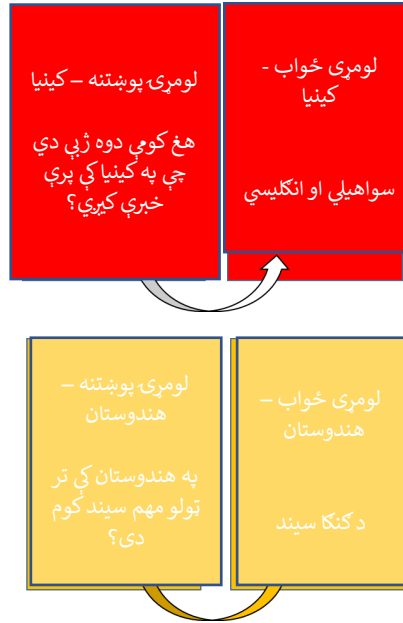 لومړۍ پوښتنه – کینیا
هغ کومې دوه ژبې دي
چې په کینیا کې پرې
خبرې کیږي؟
لومړی ځواب -
کینیا
سواهیلي او انګلیسي
لومړۍ پوښتنه –
هندوستان
په هندوستان کې تر
ټولو مهم سیند کوم
دی؟
لومړی ځواب –
هندوستان
د ګنګا سیند